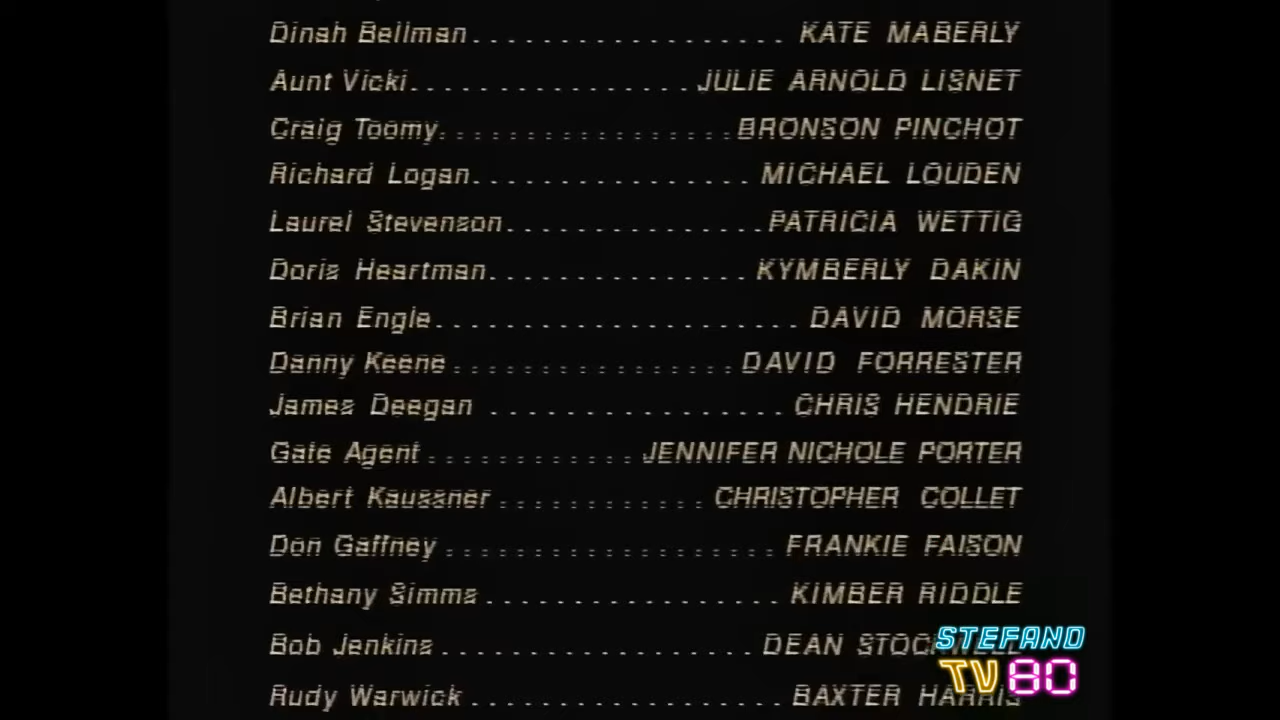 Dinah Bellman.................. KATE MABERLY
Aunt Vicki................JULIE ARNOLD LISNET
Craig Toomy.................BRONSON PINCHOT
Richard Logan............... MICHAEL LOUDEN
Laurel Stevenson..............PATRICIA WETTIG
Doris Heartman.............. KYMBERLY DAKIN
Brian Engle.................... DAVID MORSE
Danny Keene ................ DAVID FORRESTER
James Deegan ................ CHRIS HENDRIE
Gate Agent ............ JENNIFER NICHOLE PORTER
Albert Kaussner ............ CHRISTOPHER COLLET
Don Gaffney ................... FRANKIE FAISON
Bethany Simms ................. KIMBER RIDDLE
Bob Jenkins .................. DEAN STOCKWELL
Rudy Warwick .................. BAXTER HARRIS
STEFANO
TV80